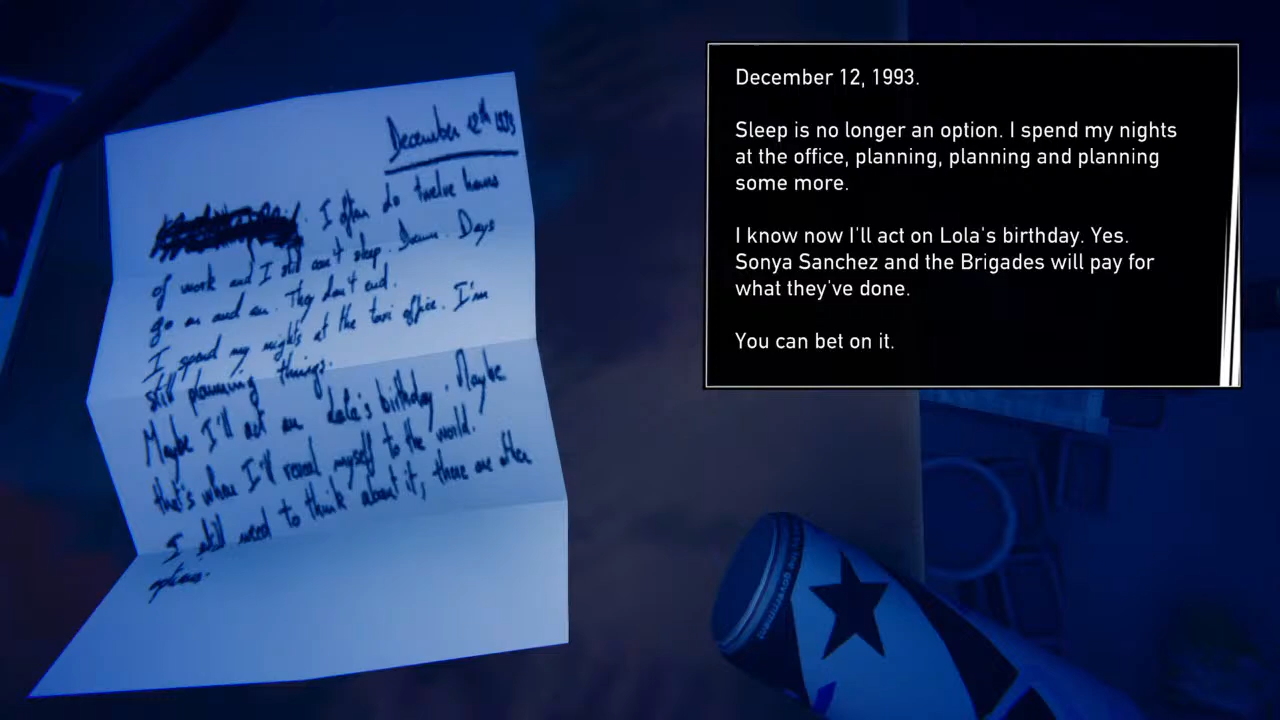 December 12th 1993
I often do twelve hours
of work and I still can't sleep. Days
go on and on. They don't end.
I spend my nights at the taxi office. I'm
still planning things.
Maybe I'll act on Lola's birthday. Maybe
that's when I'll reveal myself to the world.
I still need to think about it, there are other
options.
December 12, 1993.
Sleep is no longer an option. I spend my nights
at the office, planning, planning and planning
some more.
I know now I'll act on Lola's birthday. Yes.
Sonya Sanchez and the Brigades will pay for
what they've done.
You can bet on it.
government